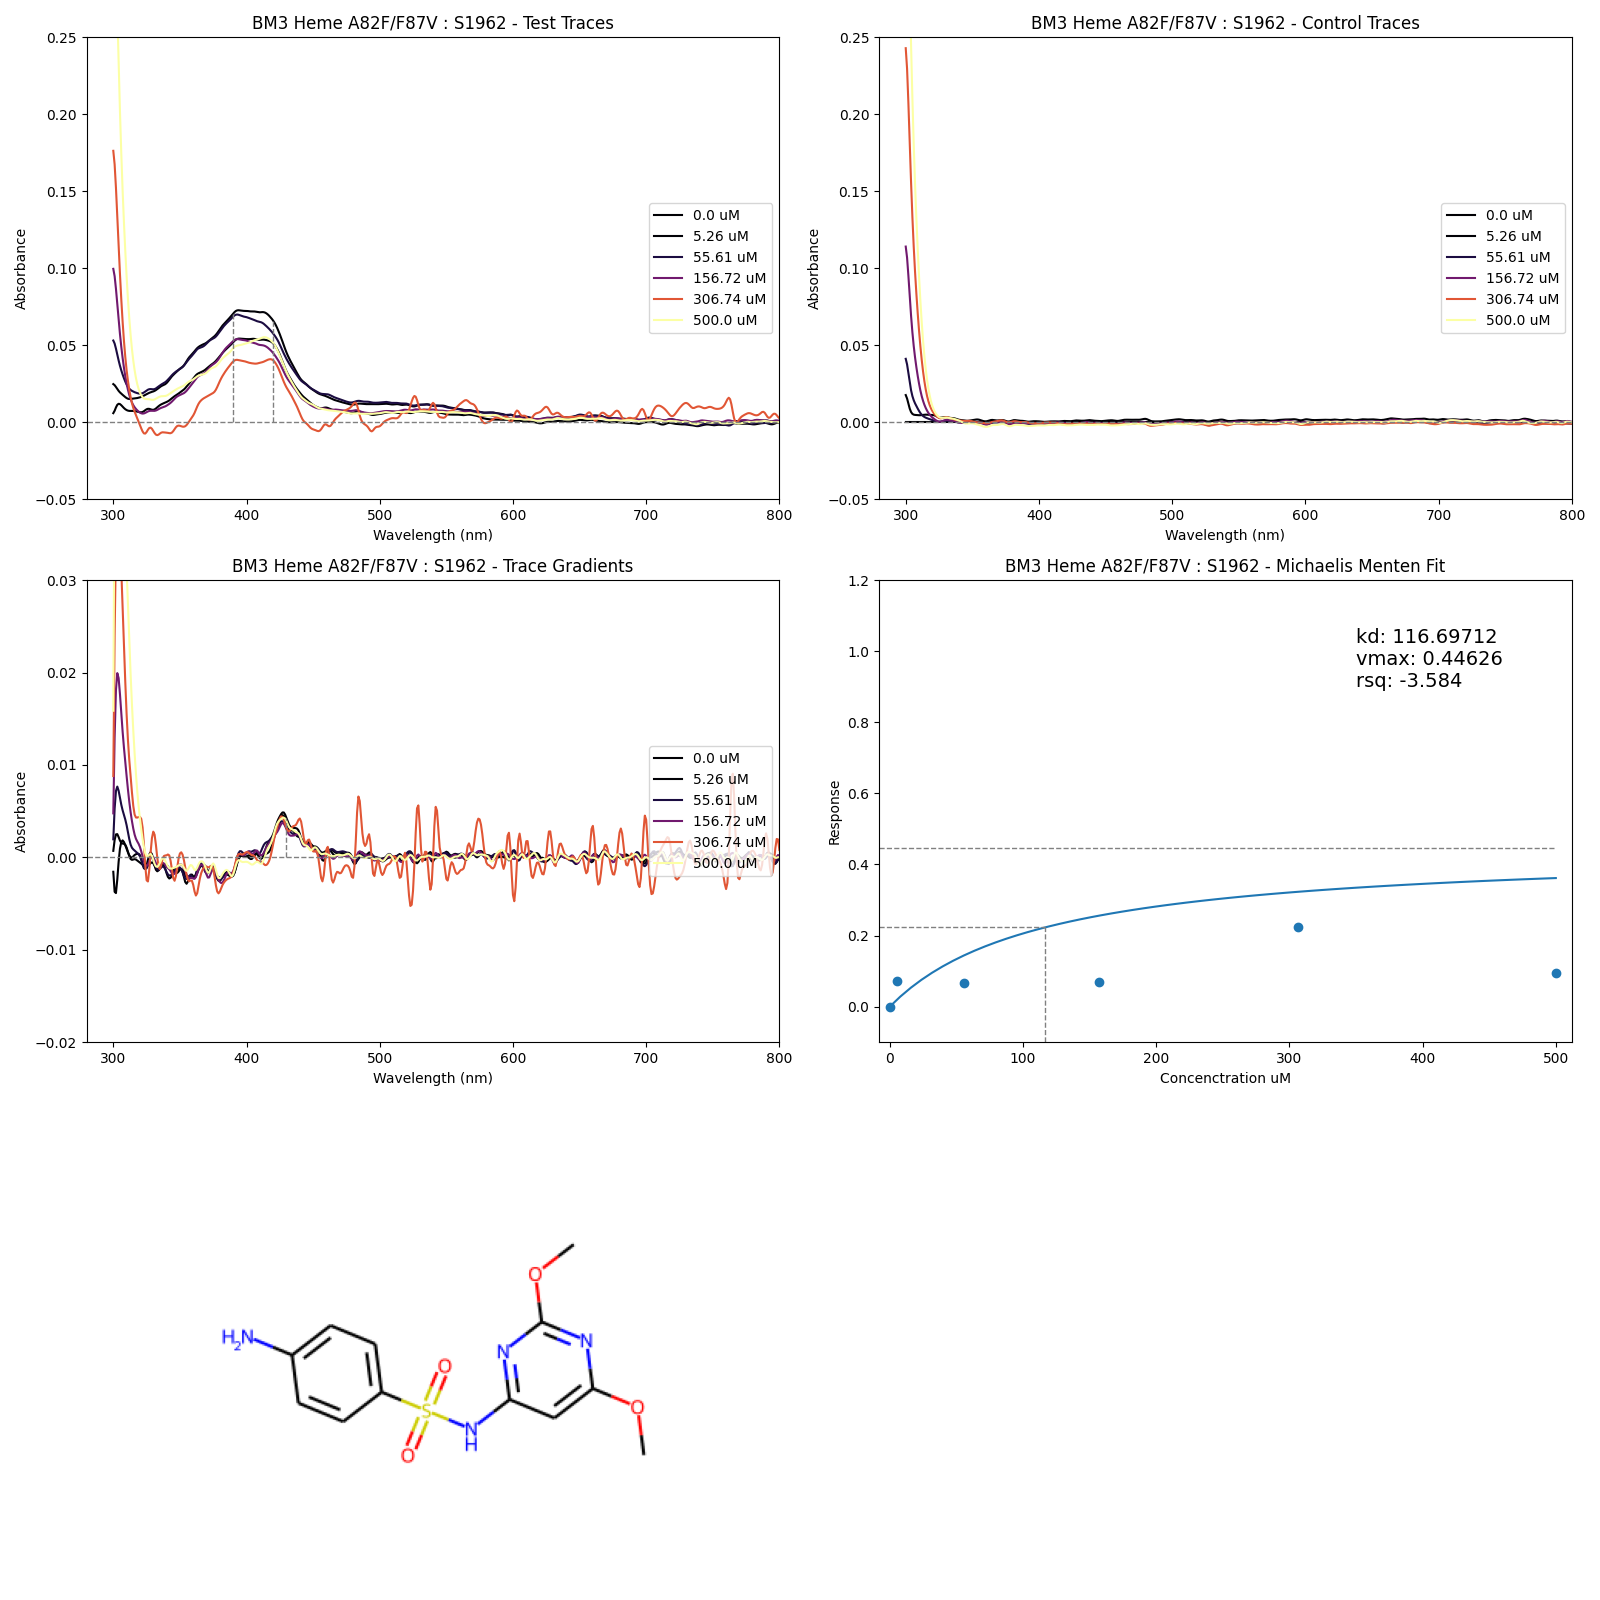 BM3 Heme A82F/F87V : S1962 - Test Traces
0.25
0.20
0.15
0.10
0.05
0.00
−0.05
Absorbance
300 400 500 600 700 800
Wavelength (nm)
0.0 uM
5.26 uM
55.61 uM
156.72 uM
306.74 uM
500.0 uM
BM3 Heme A82F/F87V : S1962 - Control Traces
0.25
0.20
0.15
0.10
0.05
0.00
−0.05
Absorbance
300 400 500 600 700 800
Wavelength (nm)
0.0 uM
5.26 uM
55.61 uM
156.72 uM
306.74 uM
500.0 uM
BM3 Heme A82F/F87V : S1962 - Trace Gradients
0.03
0.02
0.01
0.00
−0.01
−0.02
Absorbance
300 400 500 600 700 800
Wavelength (nm)
0.0 uM
5.26 uM
55.61 uM
156.72 uM
306.74 uM
500.0 uM
BM3 Heme A82F/F87V : S1962 - Michaelis Menten Fit
1.2
1.0
0.8
0.6
0.4
0.2
0.0
Response
kd: 116.69712
vmax: 0.44626
rsq: -3.584
0 100 200 300 400 500
Concenctration uM
O
H2N
N
N
O
S
N
H
O
O